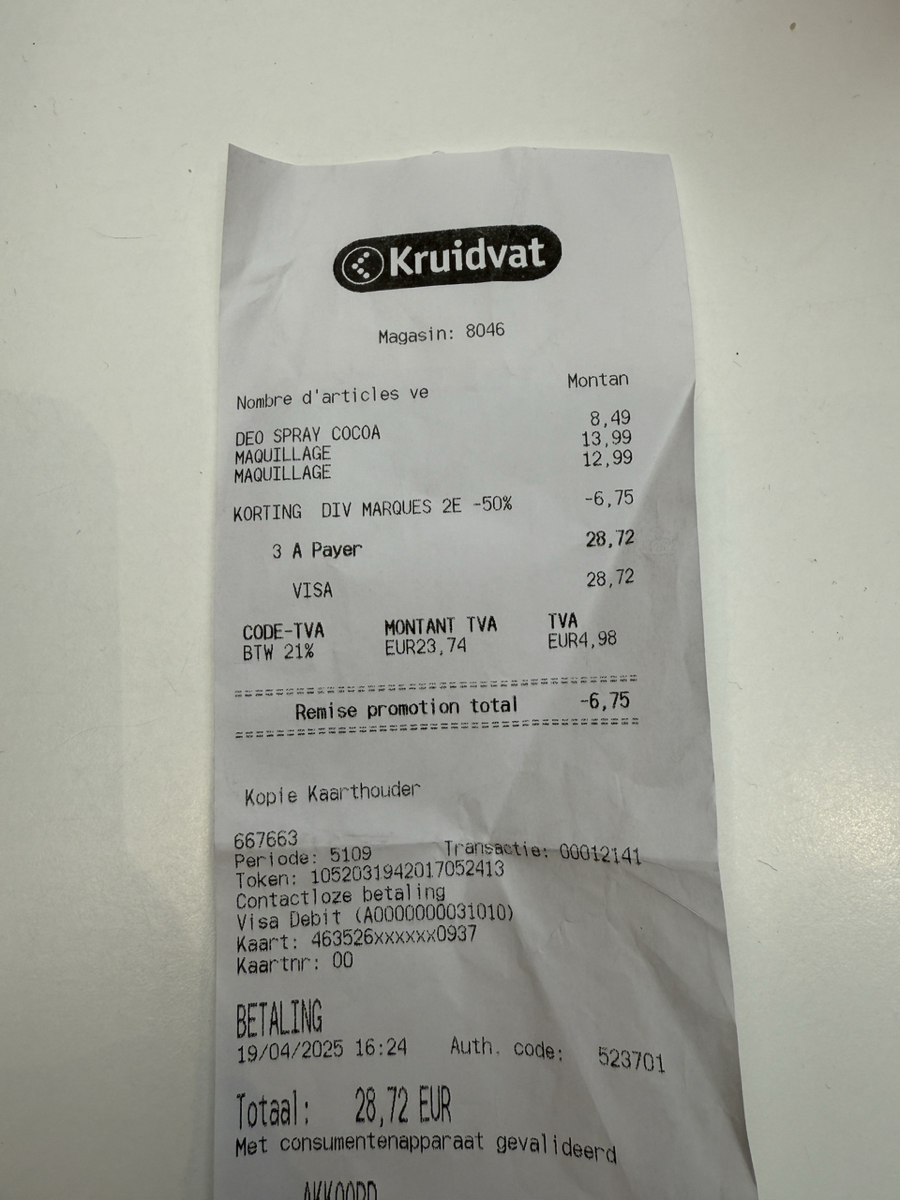 Kruidvat
Magasin: 8046
Nombre d'articles ve Montan
DEO SPRAY COCOA 8,49
MAQUILLAGE 13,99
MAQUILLAGE 12,99
KORTING DIV MARQUES 2E -50% -6,75
3 A Payer 28,72
VISA 28,72
CODE-TVA MONTANT TVA TVA
BTW 21% EUR23,74 EUR4,98
Remise promotion total -6,75
Kopie Kaarthouder
667663
Periode: 5109 Transactie: 00012141
Token: 1052031942017052413
Contactloze betaling
Visa Debit (A0000000031010)
Kaart: 463526xxxxxx0937
Kaartnr: 00
BETALING
19/04/2025 16:24 Auth. code: 523701
Totaal: 28,72 EUR
Met consumentenapparaat gevalideerd
AKKOORD